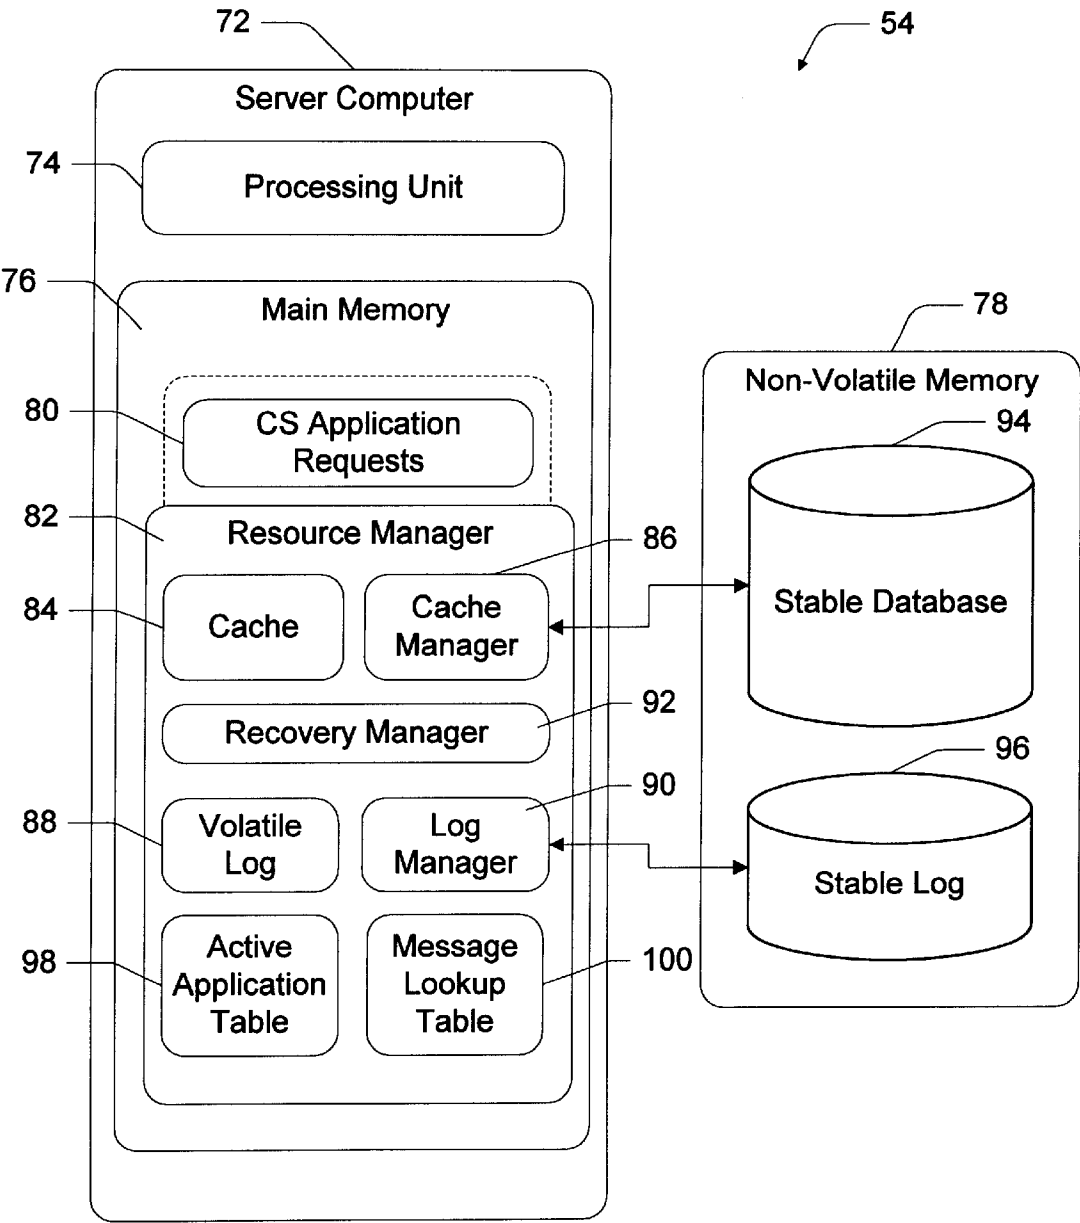 72
54
Server Computer
74
Processing Unit
76
Main Memory
78
Non-Volatile Memory
80
CS Application
Requests
94
82
Resource Manager
86
84
Cache
Cache
Manager
Stable Database
92
Recovery Manager
96
90
88
Volatile
Log
Log
Manager
Stable Log
98
Active
Application
Table
Message
Lookup
Table
100